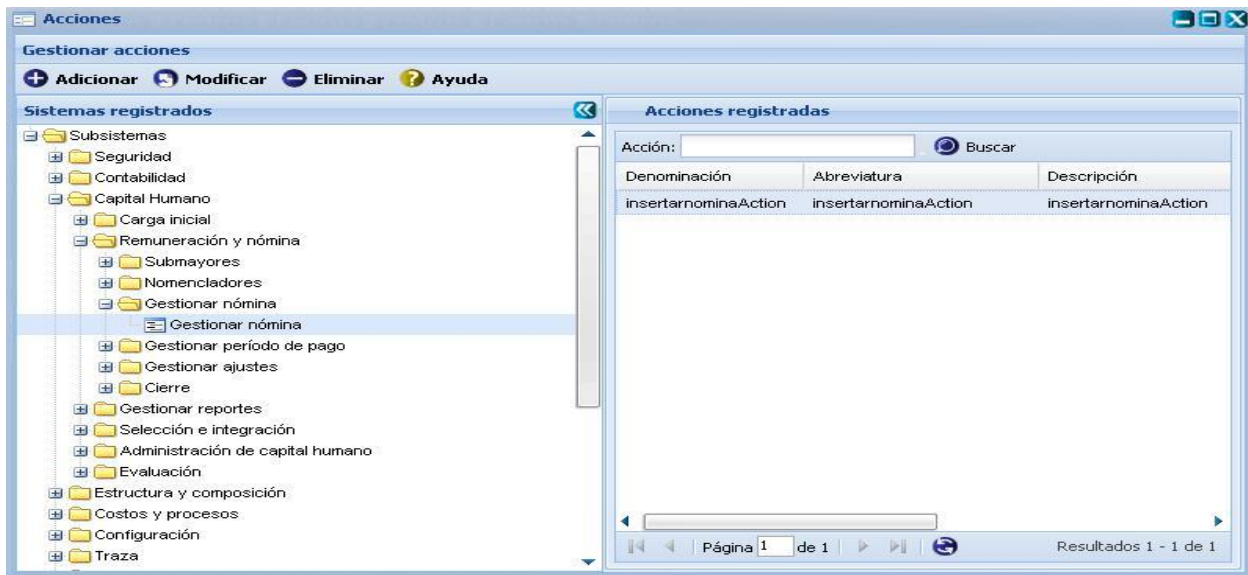 Acciones
Gestionar acciones
Adicionar Modificar Eliminar Ayuda
Sistemas registrados
Subsistemas
Seguridad
Contabilidad
Capital Humano
Carga inicial
Remuneración y nómina
Submayores
Nomencladores
Gestionar nómina
Gestionar nómina
Gestionar período de pago
Gestionar ajustes
Cierre
Gestionar reportes
Selección e integración
Administración de capital humano
Evaluación
Estructura y composición
Costos y procesos
Configuración
Traza
Acciones registradas
Acción: Buscar
Denominación Abreviatura Descripción
insertarnominaAction insertarnominaAction insertarnominaAction
Página 1 de 1 Resultados 1 - 1 de 1